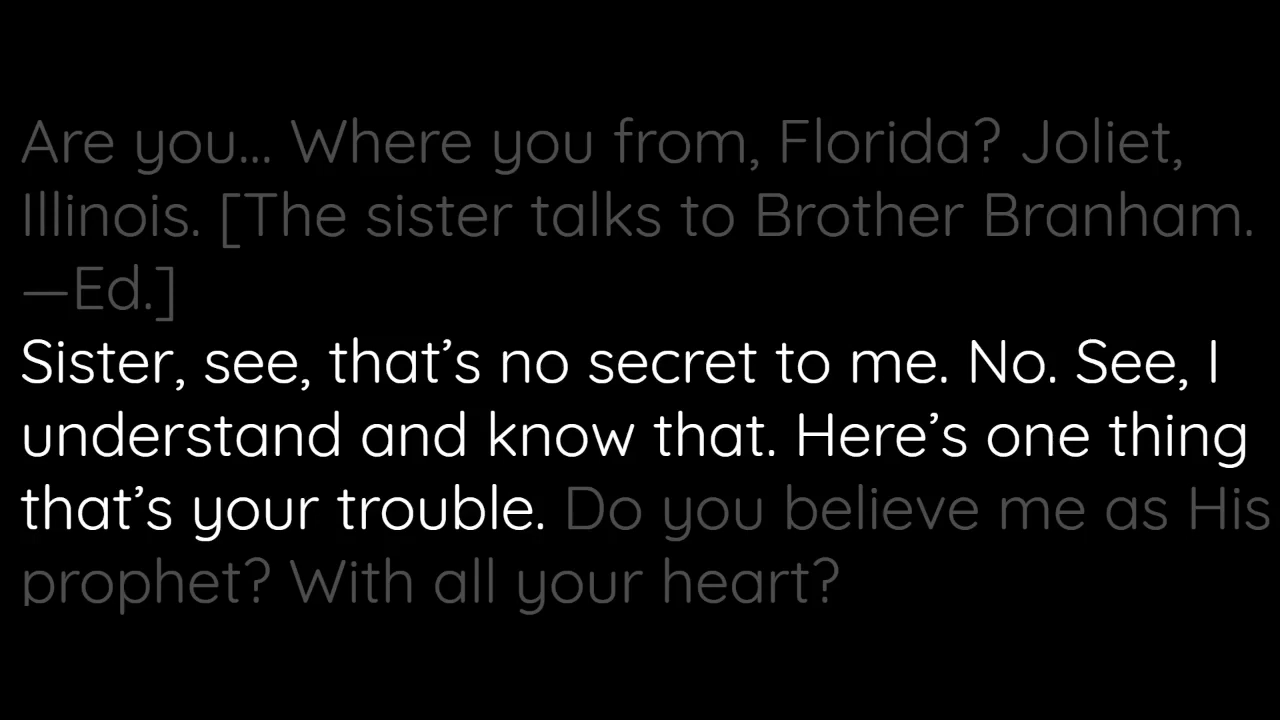 Are you... Where you from, Florida? Joliet,
Illinois. [The sister talks to Brother Branham.
—Ed.]
Sister, see, that’s no secret to me. No. See, I
understand and know that. Here’s one thing
that’s your trouble. Do you believe me as His
prophet? With all your heart?